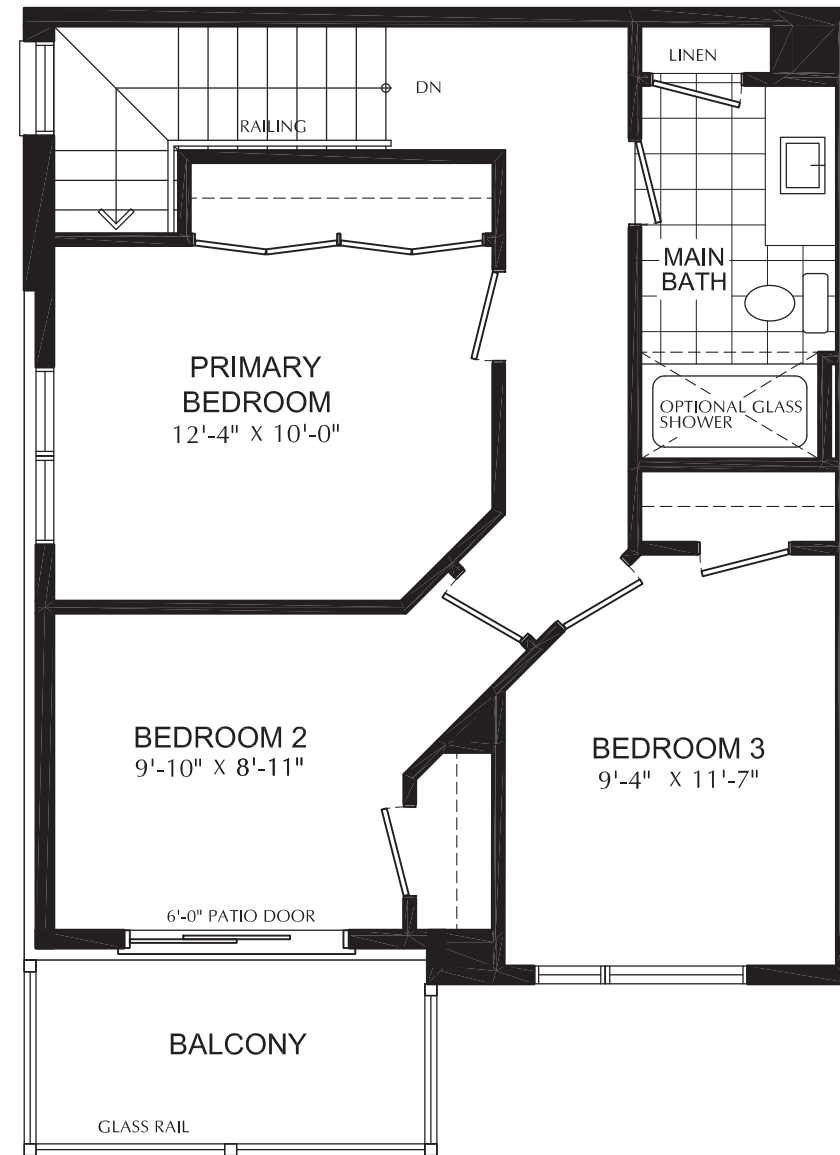 LINEN
DN
RAILING
MAIN
BATH
PRIMARY
BEDROOM
12'-4" X 10'-0"
OPTIONAL GLASS
SHOWER
BEDROOM 2
9'-10" X 8'-11"
BEDROOM 3
9'-4" X 11'-7"
6'-0" PATIO DOOR
BALCONY
GLASS RAIL